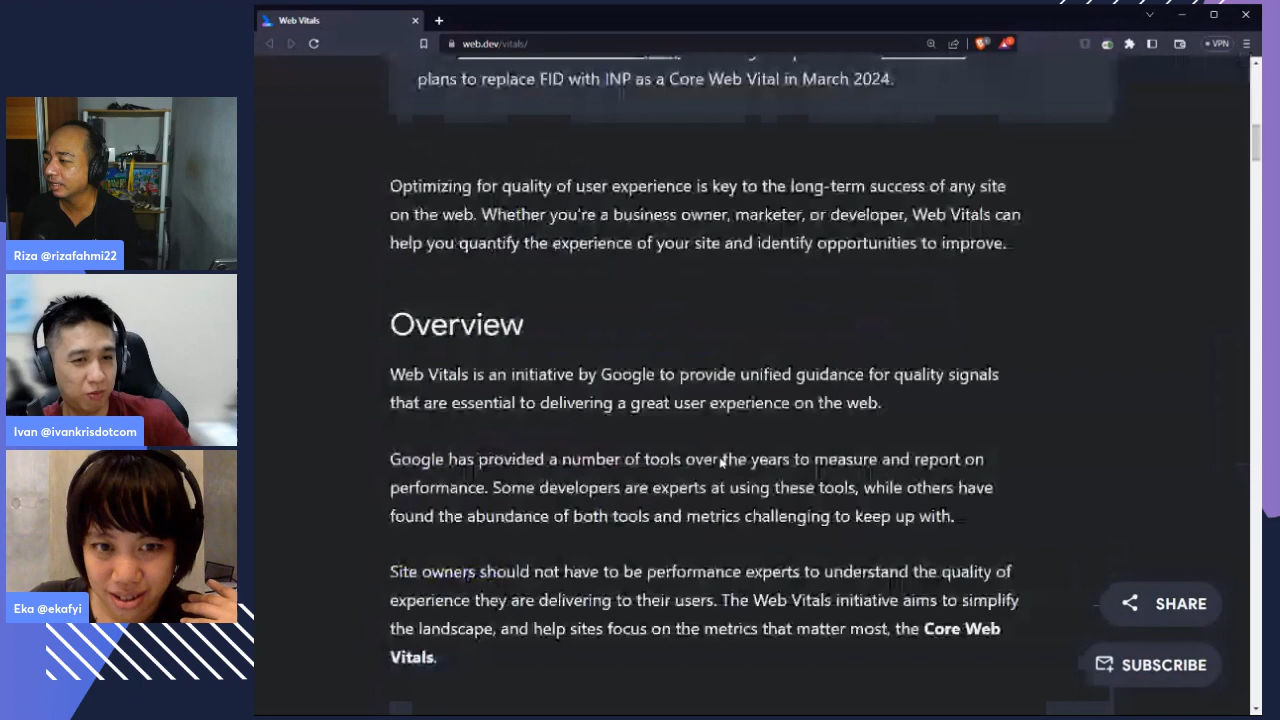 Web Vitals
web.dev/vitals/
VPN
plans to replace FID with INP as a Core Web Vital in March 2024.
Optimizing for quality of user experience is key to the long-term success of any site
on the web. Whether you're a business owner, marketer, or developer, Web Vitals can
help you quantify the experience of your site and identify opportunities to improve.
Overview
Web Vitals is an initiative by Google to provide unified guidance for quality signals
that are essential to delivering a great user experience on the web.
Google has provided a number of tools over the years to measure and report on
performance. Some developers are experts at using these tools, while others have
found the abundance of both tools and metrics challenging to keep up with.
Site owners should not have to be performance experts to understand the quality of
experience they are delivering to their users. The Web Vitals initiative aims to simplify
the landscape, and help sites focus on the metrics that matter most, the Core Web
Vitals.
SHARE
SUBSCRIBE
Riza @rizafahmi22
Ivan @ivankrisdotcom
Eka @ekafyi